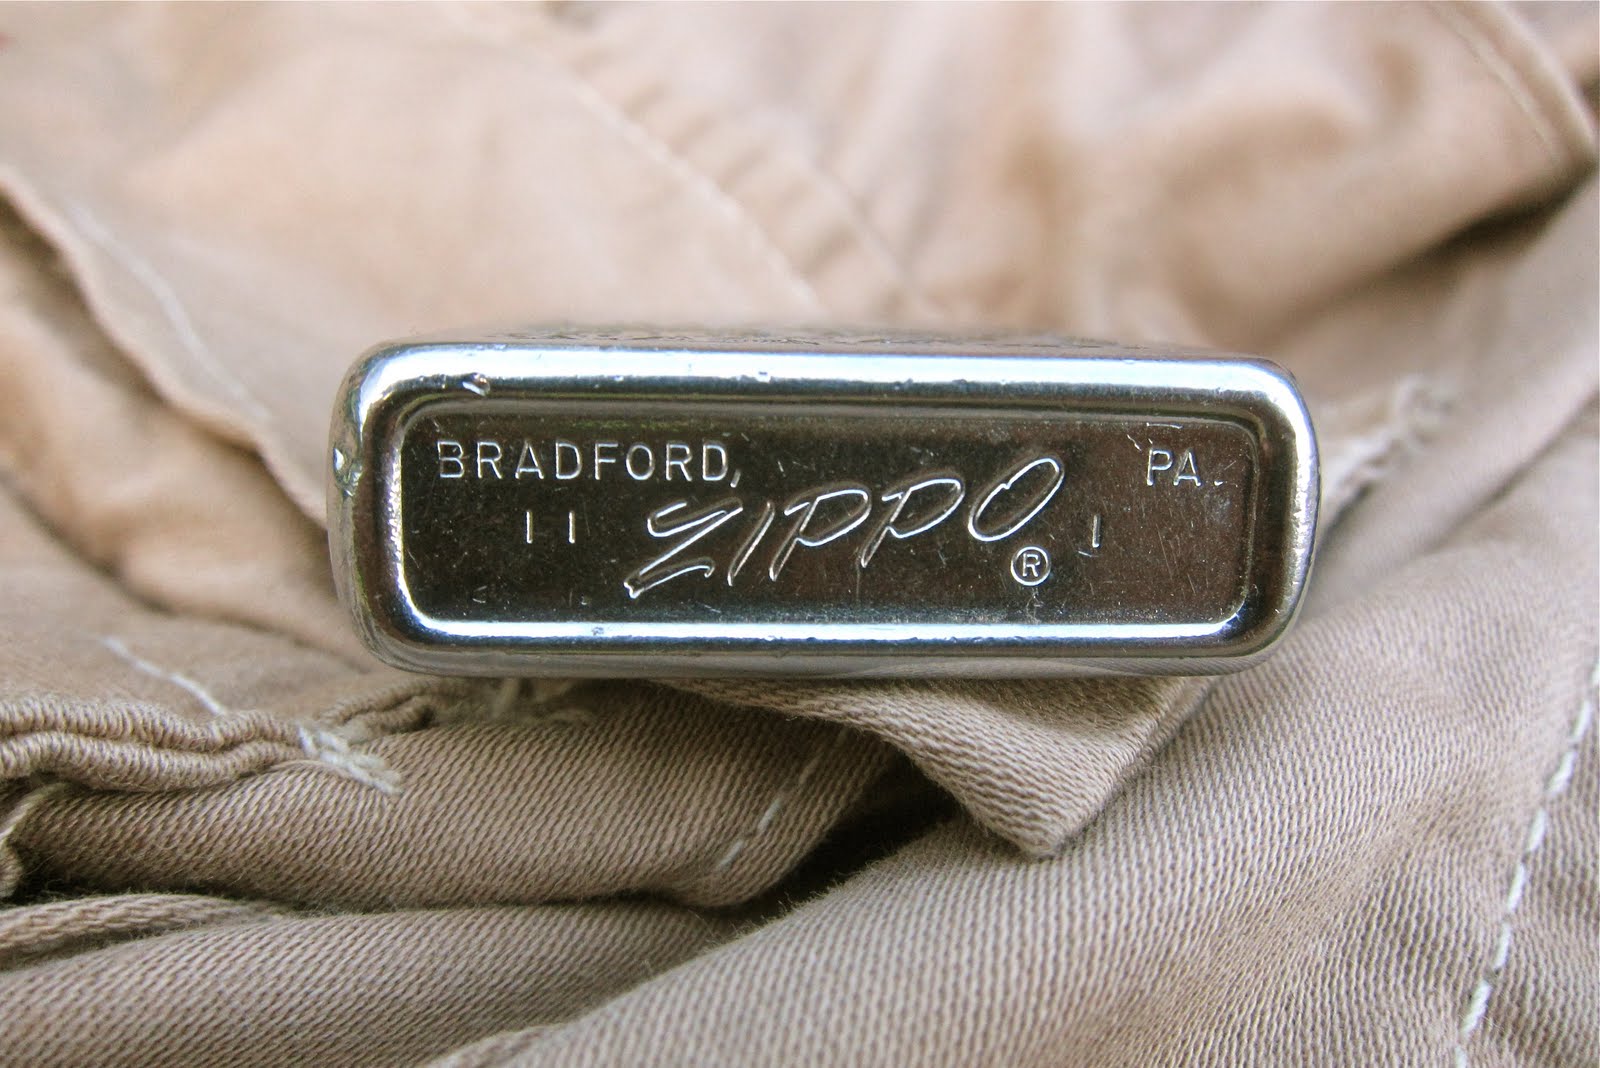 BRADFORD, PA.
I I ZIPPO ® I